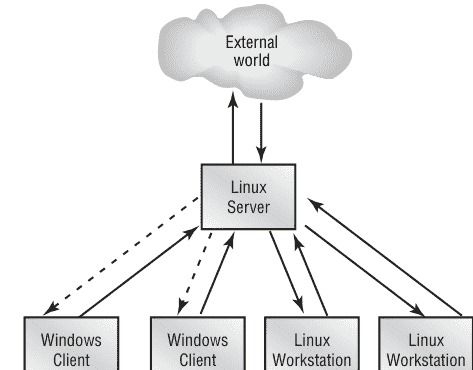 External
world
Linux
Server
Windows
Client
Windows
Client
Linux
Workstation
Linux
Workstation